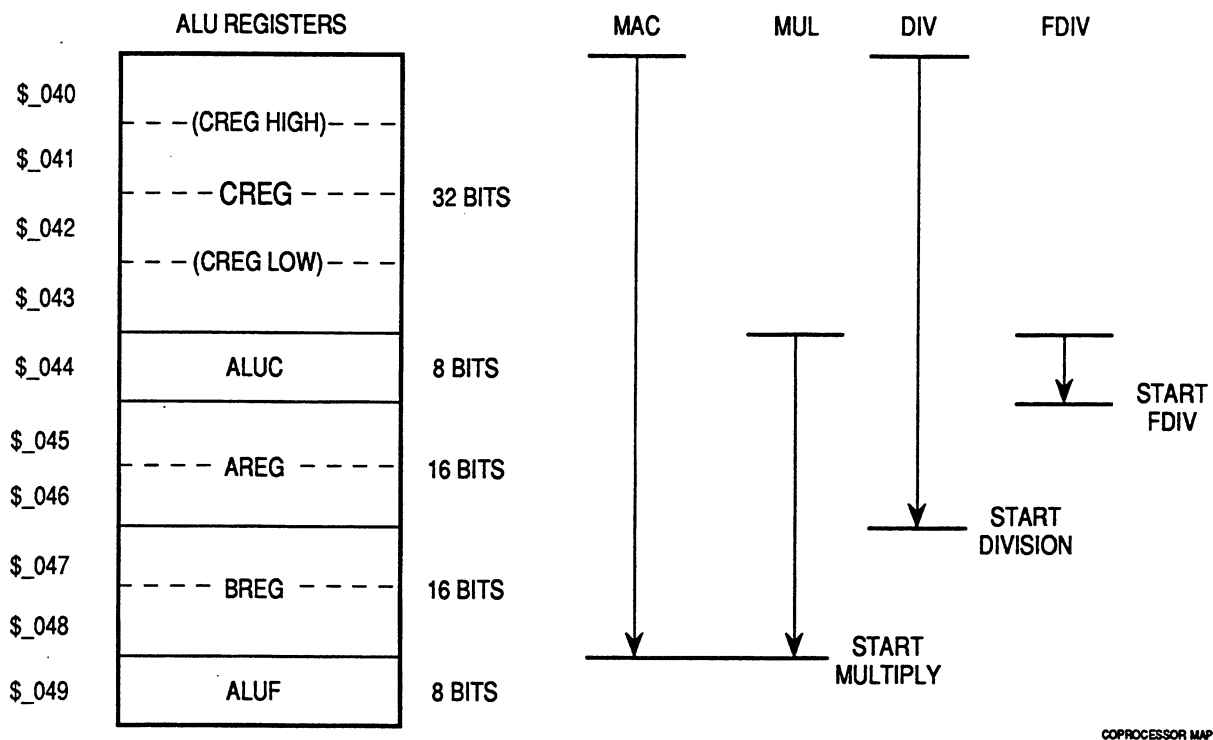 ALU REGISTERS
MAC
MUL
DIV
FDIV
$_040
(CREG HIGH)
$_041
CREG
32 BITS
$_042
(CREG LOW)
$_043
$_044
ALUC
8 BITS
START
FDIV
$_045
AREG
16 BITS
$_046
START
DIVISION
$_047
BREG
16 BITS
$_048
START
MULTIPLY
$_049
ALUF
8 BITS
COPROCESSOR MAP